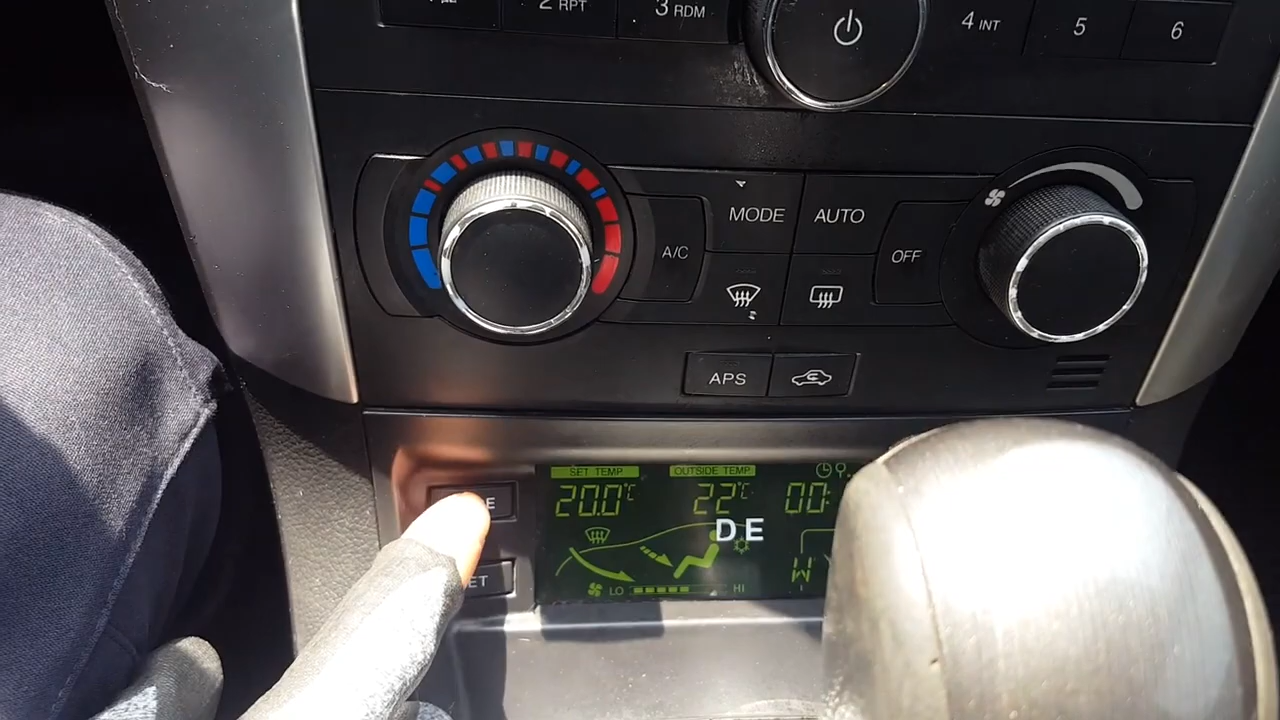 2 RPT
3 RDM
4 INT
5
6
MODE
AUTO
A/C
OFF
APS
SET TEMP
OUTSIDE TEMP
20.0°C
22°C
00:
DE
E
ET
LO
HI
W